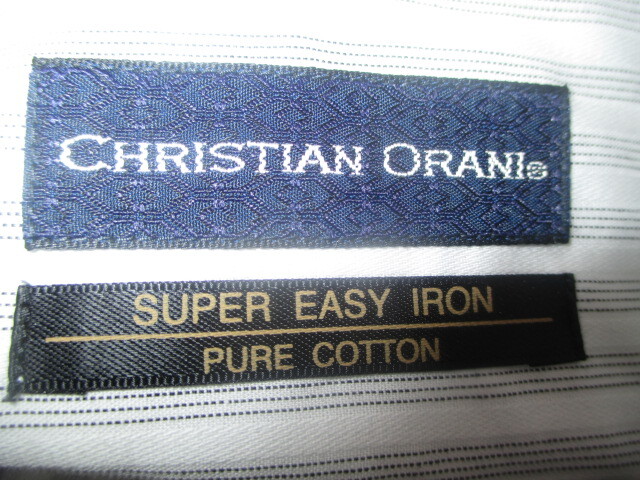 CHRISTIAN ORANI®
SUPER EASY IRON
PURE COTTON